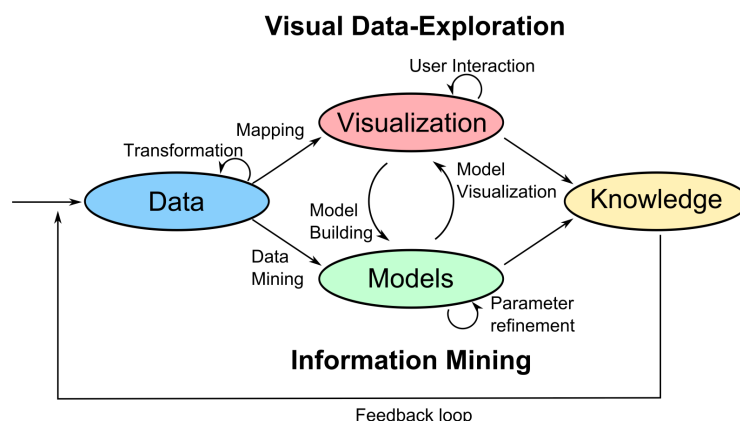 Visual Data-Exploration
User Interaction
Mapping
Visualization
Transformation
Model
Visualization
Data
Knowledge
Model
Building
Data
Mining
Models
Parameter
refinement
Information Mining
Feedback loop